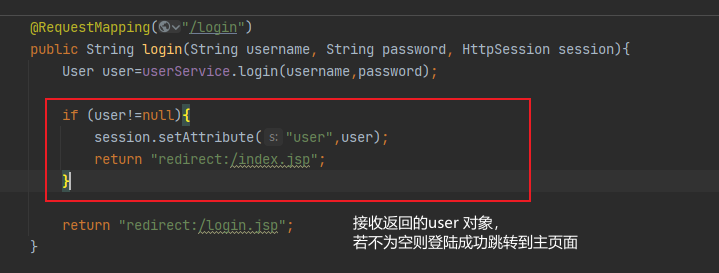 @RequestMapping("/login")
public String login(String username, String password, HttpSession session){
User user=userService.login(username,password);
if (user!=null){
session.setAttribute( s: "user",user);
return "redirect:/index.jsp";
}
return "redirect:/login.jsp";
接收返回的user 对象,
若不为空则登陆成功跳转到主页面
}